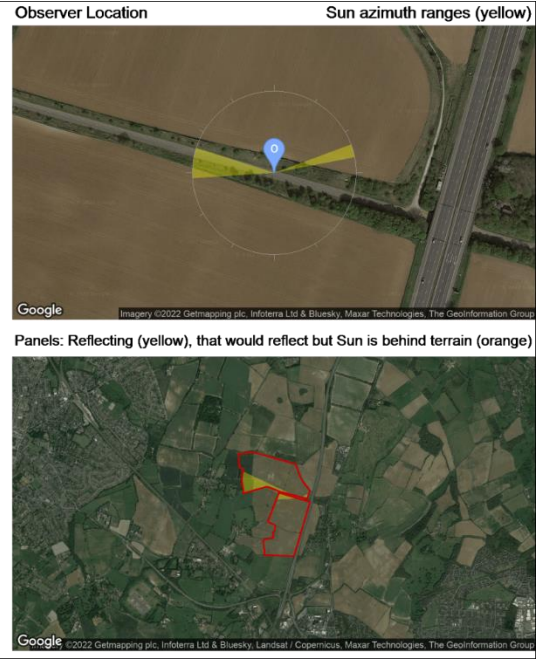 Observer Location Sun azimuth ranges (yellow)
O
Google
Imagery ©2022 Getmapping plc, Infoterra Ltd & Bluesky, Maxar Technologies, The GeoInformation Group
Panels: Reflecting (yellow), that would reflect but Sun is behind terrain (orange)
Google
©2022 Getmapping plc, Infoterra Ltd & Bluesky, Landsat / Copernicus, Maxar Technologies, The GeoInformation Group